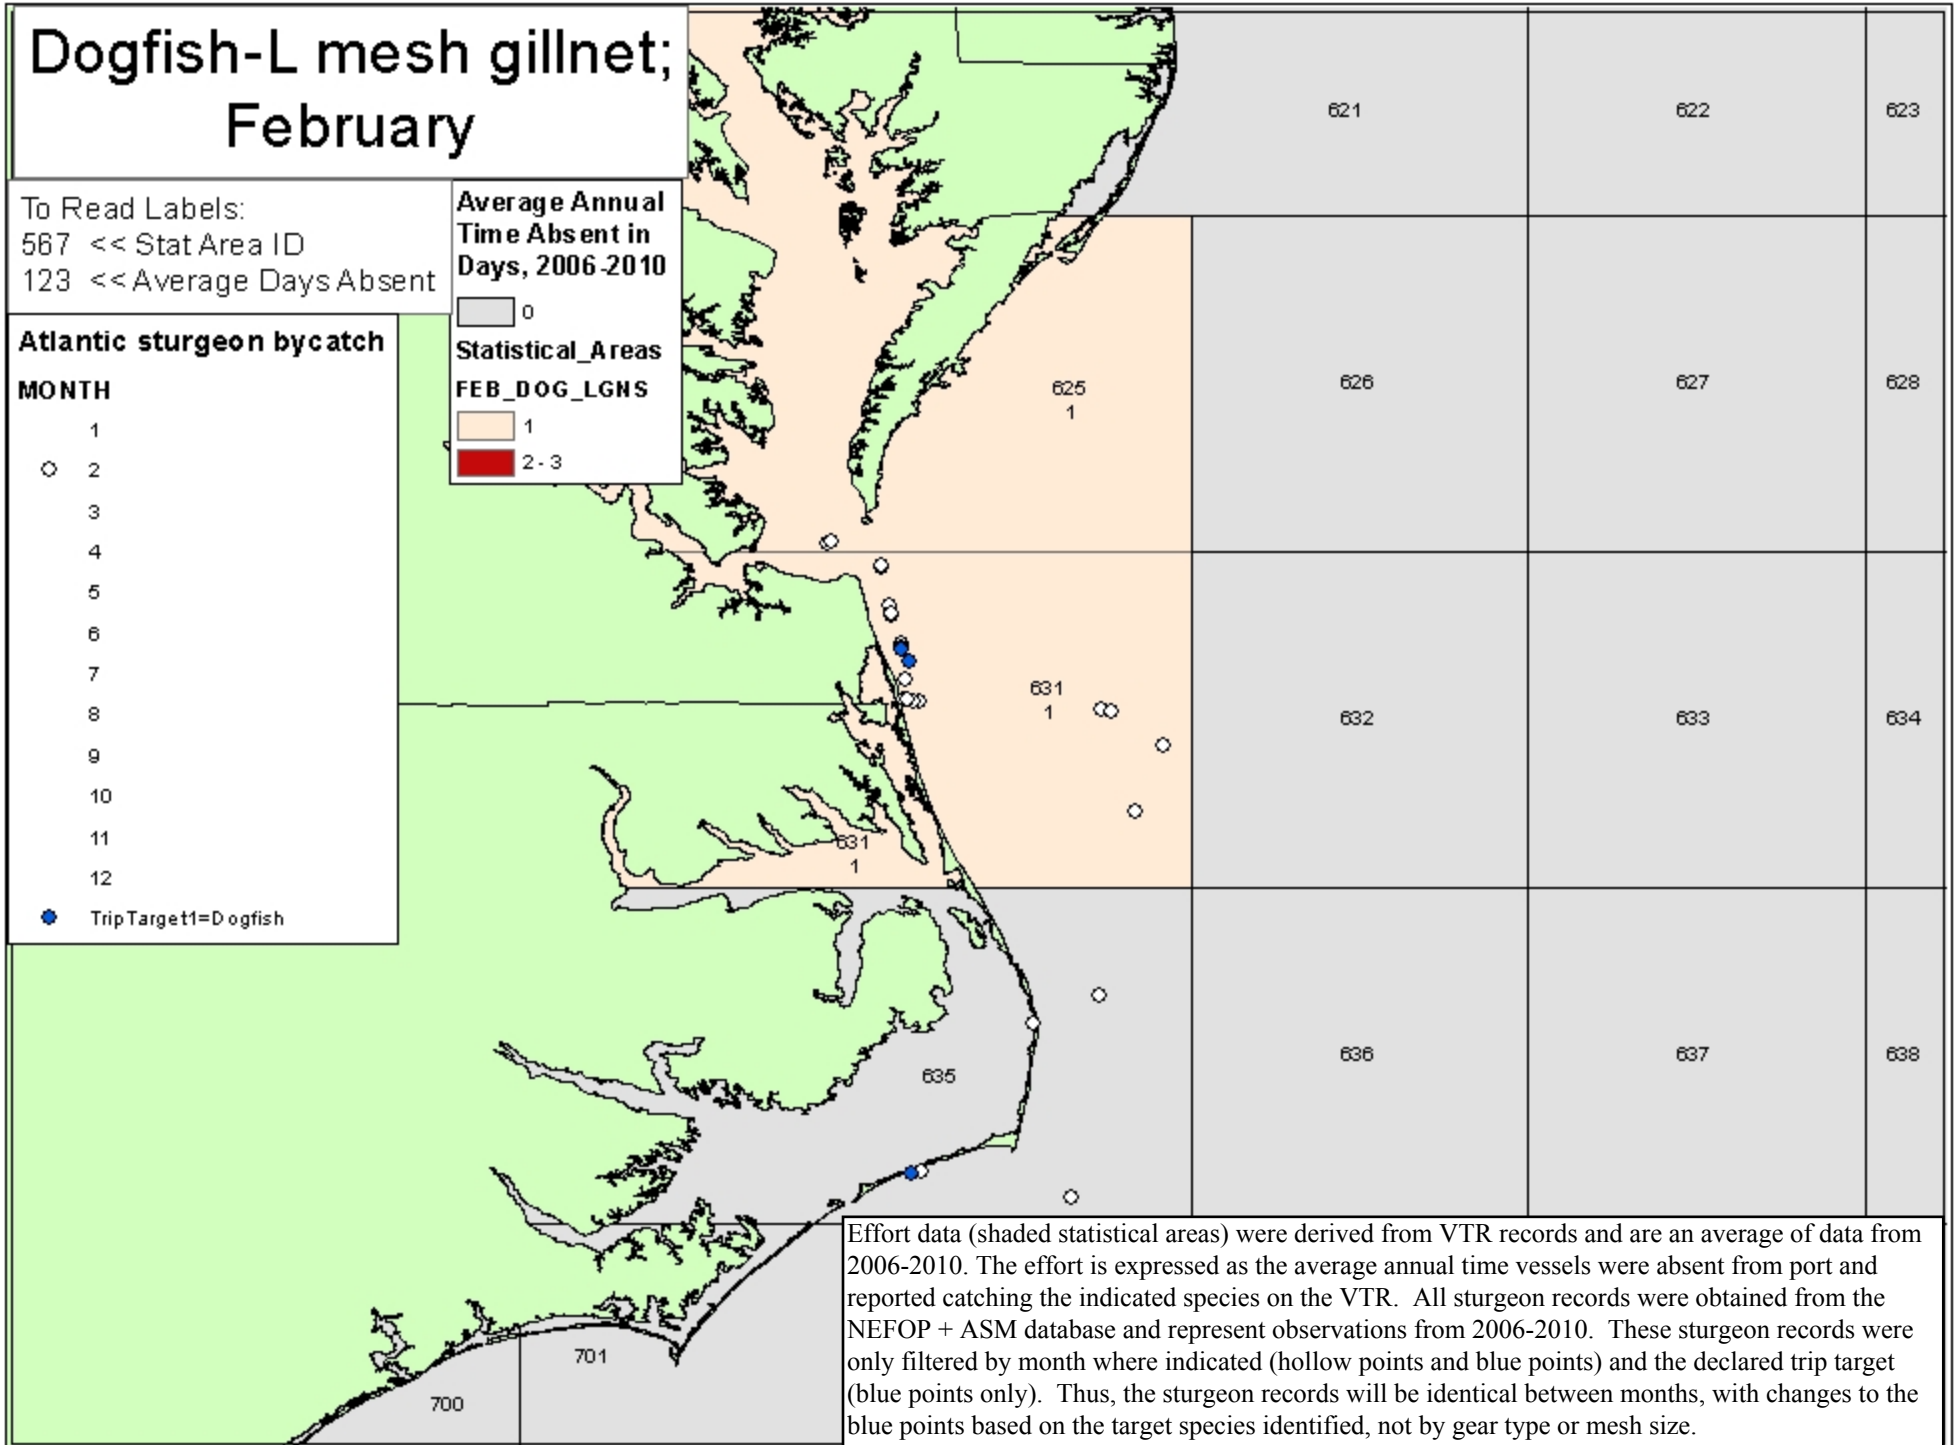 Dogfish-L mesh gillnet;
February
To Read Labels:
567 << Stat Area ID
123 << Average Days Absent
Average Annual
Time Absent in
Days, 2006-2010
0
Statistical_Areas
FEB_DOG_LGNS
1
2 - 3
Atlantic sturgeon bycatch
MONTH
1
2
3
4
5
6
7
8
9
10
11
12
TripTarget1=Dogfish
621
622
623
625
1
626
627
628
631
1
632
633
634
631
1
635
636
637
638
701
700
Effort data (shaded statistical areas) were derived from VTR records and are an average of data from
2006-2010. The effort is expressed as the average annual time vessels were absent from port and
reported catching the indicated species on the VTR. All sturgeon records were obtained from the
NEFOP + ASM database and represent observations from 2006-2010. These sturgeon records were
only filtered by month where indicated (hollow points and blue points) and the declared trip target
(blue points only). Thus, the sturgeon records will be identical between months, with changes to the
blue points based on the target species identified, not by gear type or mesh size.